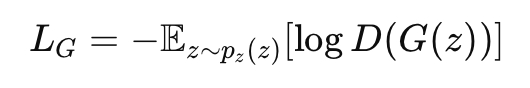 L_G = −𝔼_{z∼p_z(z)}[log D(G(z))]